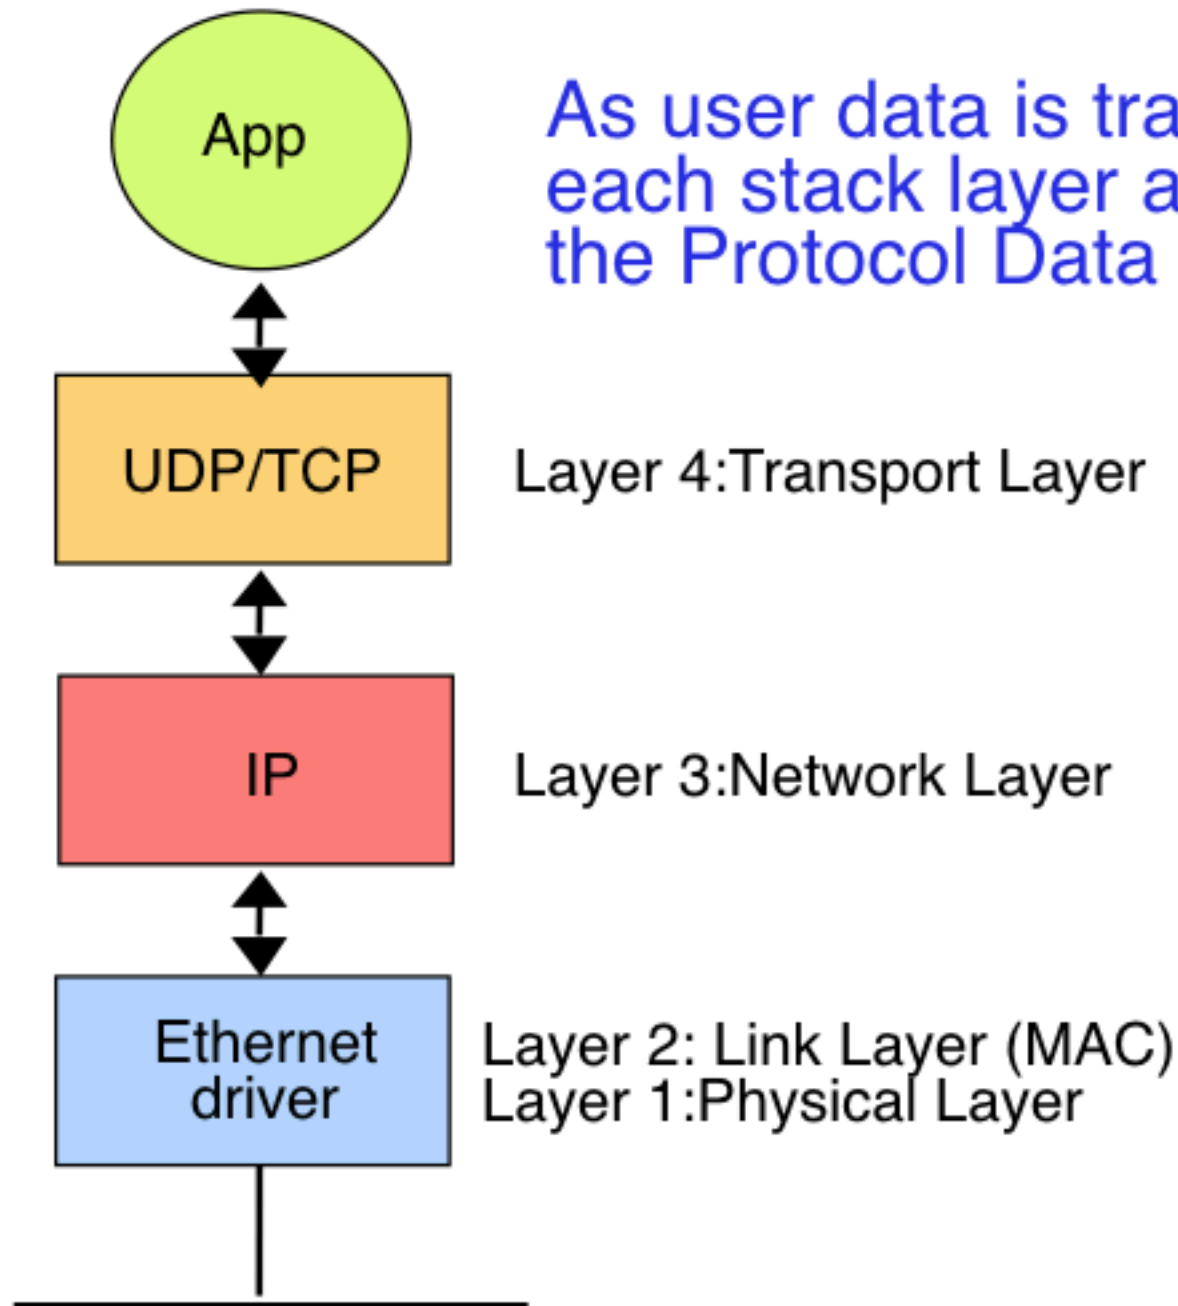 App
As user data is tra
each stack layer a
the Protocol Data
UDP/TCP
Layer 4:Transport Layer
IP
Layer 3:Network Layer
Ethernet
driver
Layer 2: Link Layer (MAC)
Layer 1:Physical Layer